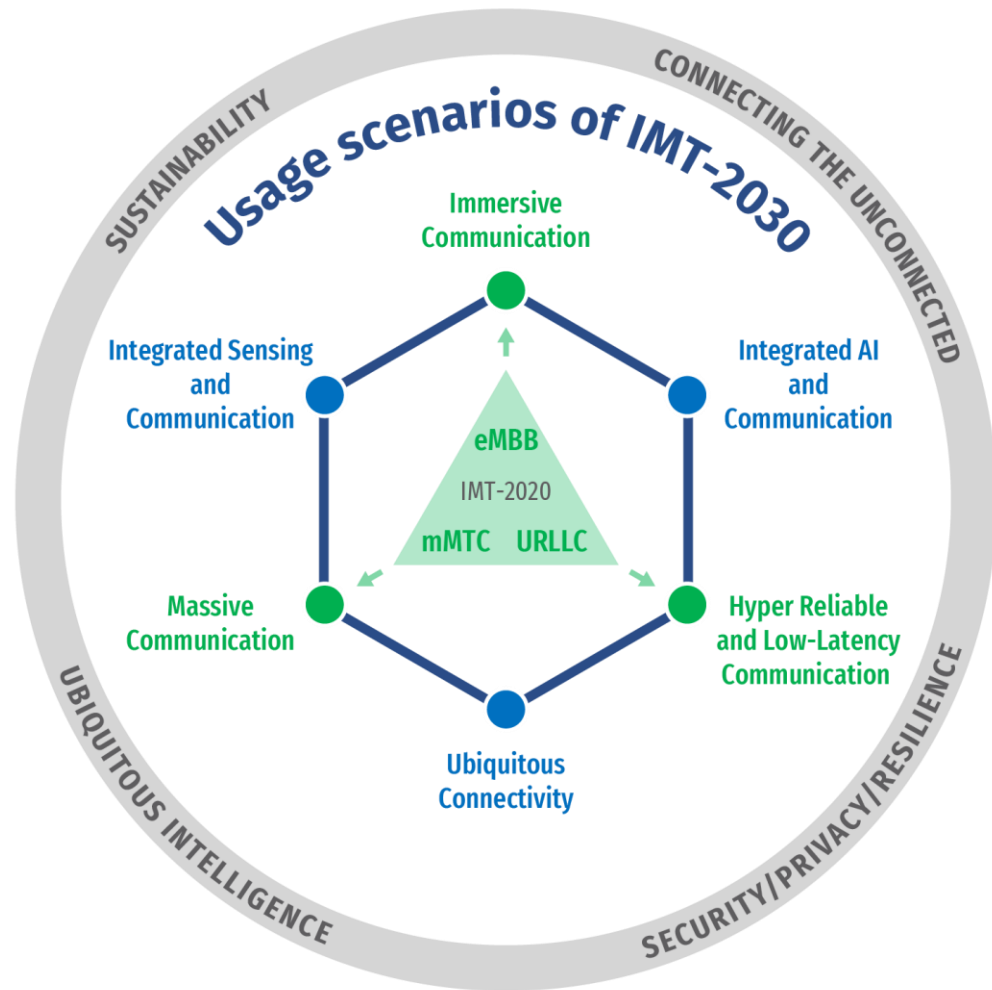 SUSTAINABILITY
CONNECTING THE UNCONNECTED
Usage scenarios of IMT-2030
Immersive
Communication
Integrated Sensing
and
Communication
Integrated AI
and
Communication
eMBB
IMT-2020
mMTC URLLC
Massive
Communication
Hyper Reliable
and Low-Latency
Communication
Ubiquitous
Connectivity
UBIQUITOUS INTELLIGENCE
SECURITY/PRIVACY/RESILIENCE